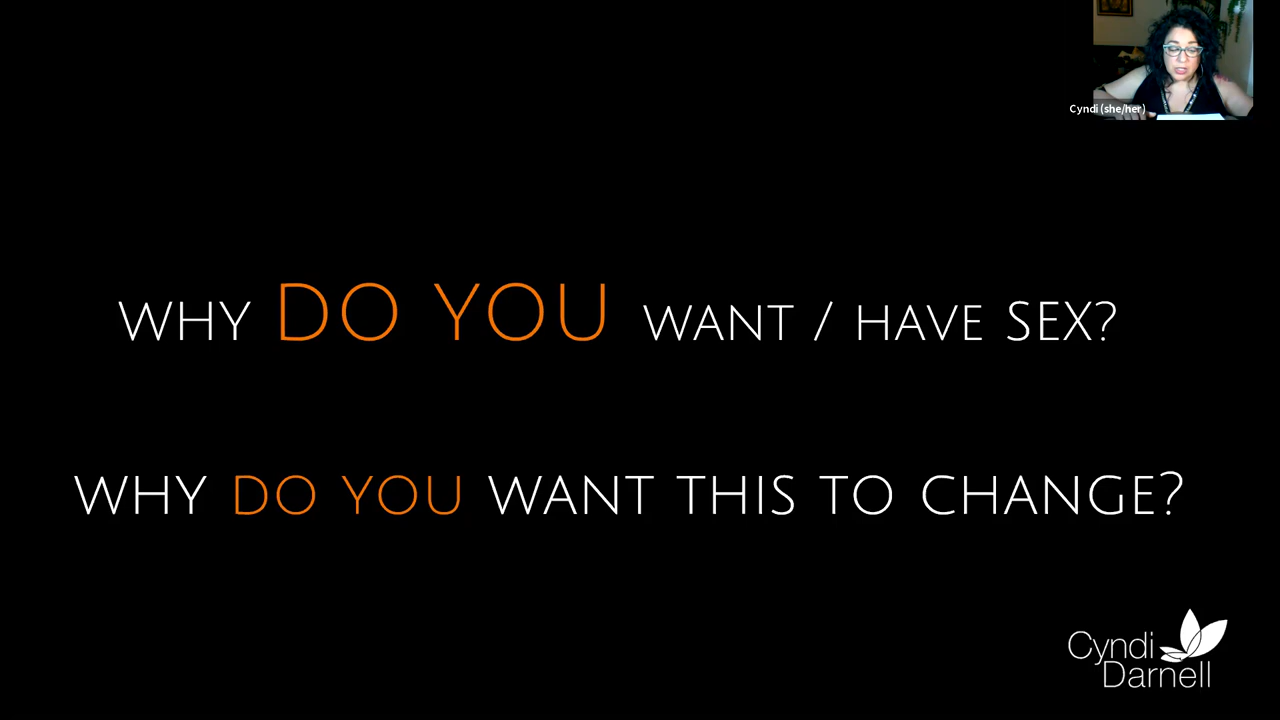 Cyndi (she/her)
WHY DO YOU WANT / HAVE SEX?
WHY DO YOU WANT THIS TO CHANGE?
Cyndi
Darnell